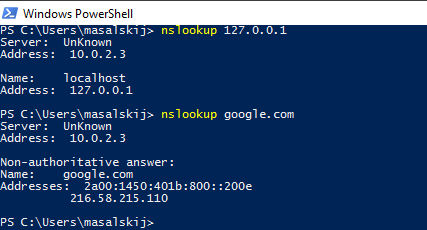 Windows PowerShell
PS C:\Users\masalskij> nslookup 127.0.0.1
Server:  UnKnown
Address:  10.0.2.3

Name:    localhost
Address:  127.0.0.1

PS C:\Users\masalskij> nslookup google.com
Server:  UnKnown
Address:  10.0.2.3

Non-authoritative answer:
Name:    google.com
Addresses:  2a00:1450:401b:800::200e
          216.58.215.110

PS C:\Users\masalskij>